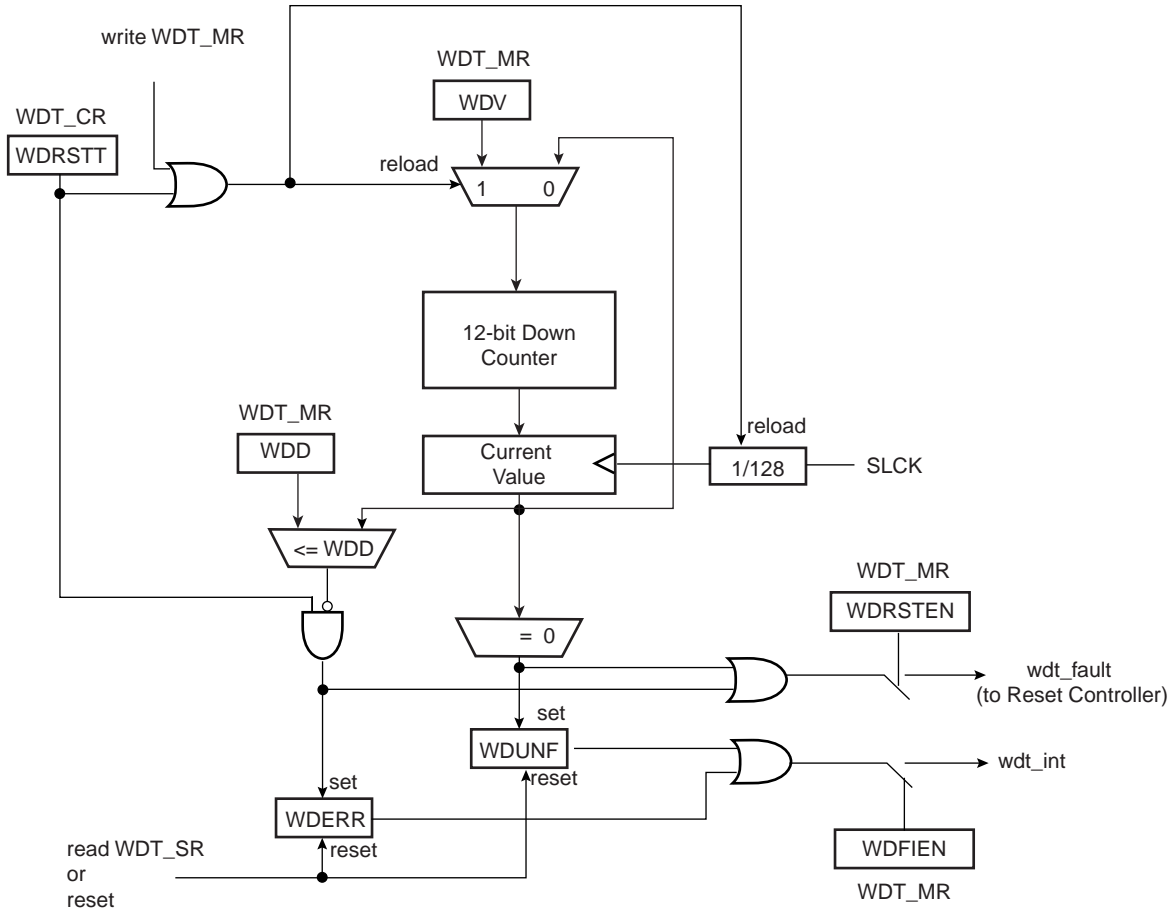 write WDT_MR
WDT_MR
WDV
WDT_CR
WDRSTT
reload
1 0
12-bit Down
Counter
WDT_MR
WDD
Current
Value
reload
1/128
SLCK
<= WDD
WDT_MR
WDRSTEN
= 0
wdt_fault
(to Reset Controller)
set
WDUNF
reset
wdt_int
set
WDERR
reset
read WDT_SR
or
reset
WDFIEN
WDT_MR